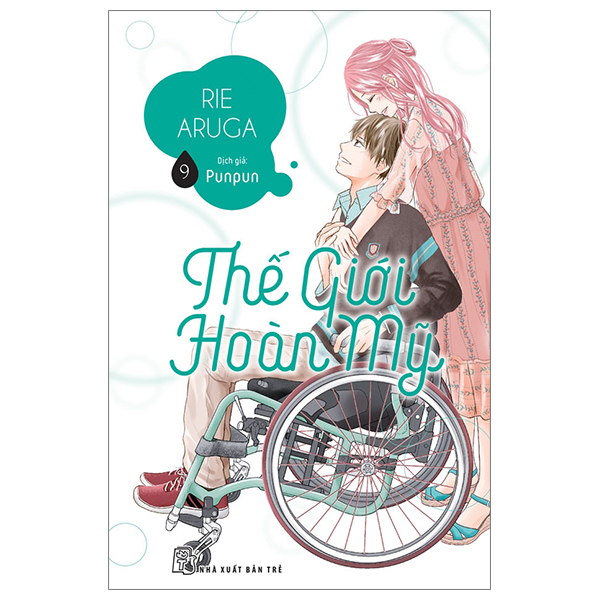 RIE
ARUGA
9
Dịch giả:
Punpun
Thế Giới
Hoàn Mỹ
NHÀ XUẤT BẢN TRẺ